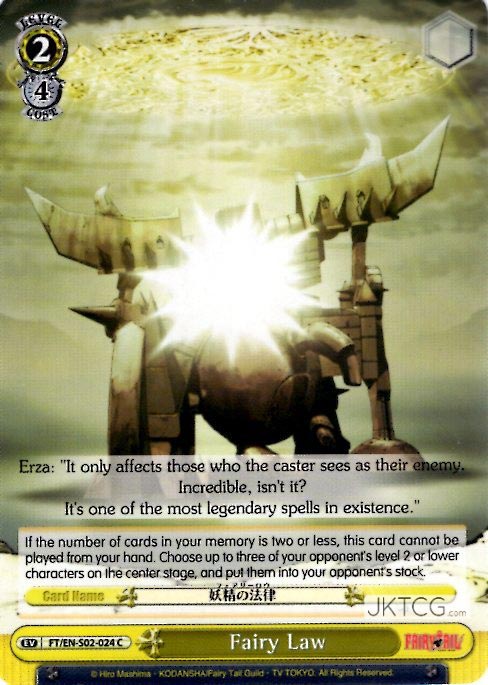 LEVEL
2
4
COST
Erza: "It only affects those who the caster sees as their enemy.
Incredible, isn't it?
It's one of the most legendary spells in existence."
If the number of cards in your memory is two or less, this card cannot be
played from your hand. Choose up to three of your opponent's level 2 or lower
characters on the center stage, and put them into your opponent's stock.
Card Name 妖精の法律
JKTCG.com
EV FT/EN-S02-024 C Fairy Law FAIRY TAIL
© Hiro Mashima · KODANSHA/Fairy Tail Guild · TV TOKYO. All Rights Reserved.